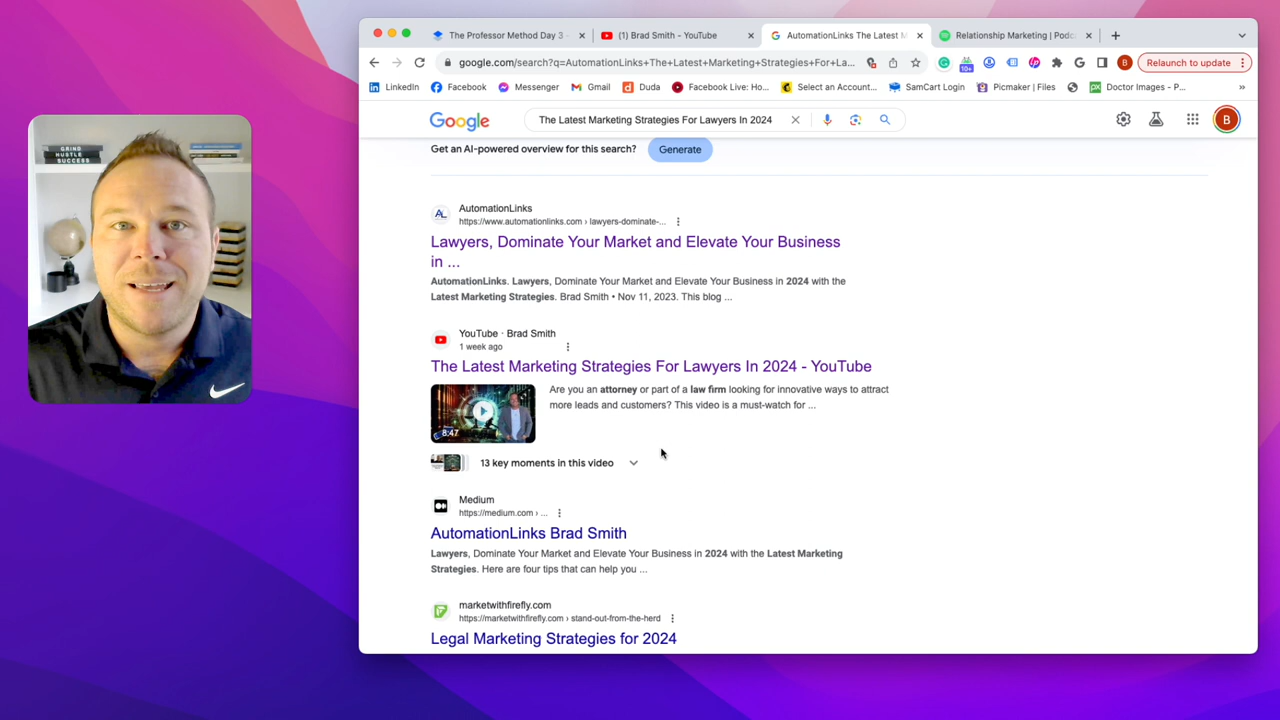 The Professor Method Day 3 -
(1) Brad Smith - YouTube
AutomationLinks The Latest M
Relationship Marketing | Podc
google.com/search?q=AutomationLinks+The+Latest+Marketing+Strategies+For+La...
10+
B
Relaunch to update
LinkedIn
Facebook
Messenger
Gmail
Duda
Facebook Live: Ho...
Select an Account...
SamCart Login
Picmaker | Files
Doctor Images - P...
»
Google
The Latest Marketing Strategies For Lawyers In 2024
B
Get an AI-powered overview for this search?
Generate
GRIND
HUSTLE
SUCCESS
AL
AutomationLinks
https://www.automationlinks.com › lawyers-dominate-...
Lawyers, Dominate Your Market and Elevate Your Business
in ...
AutomationLinks. Lawyers, Dominate Your Market and Elevate Your Business in 2024 with the
Latest Marketing Strategies. Brad Smith • Nov 11, 2023. This blog ...
YouTube · Brad Smith
1 week ago
The Latest Marketing Strategies For Lawyers In 2024 - YouTube
Are you an attorney or part of a law firm looking for innovative ways to attract
more leads and customers? This video is a must-watch for ...
8:47
13 key moments in this video
Medium
https://medium.com › ...
AutomationLinks Brad Smith
Lawyers, Dominate Your Market and Elevate Your Business in 2024 with the Latest Marketing
Strategies. Here are four tips that can help you ...
marketwithfirefly.com
https://marketwithfirefly.com › stand-out-from-the-herd
Legal Marketing Strategies for 2024